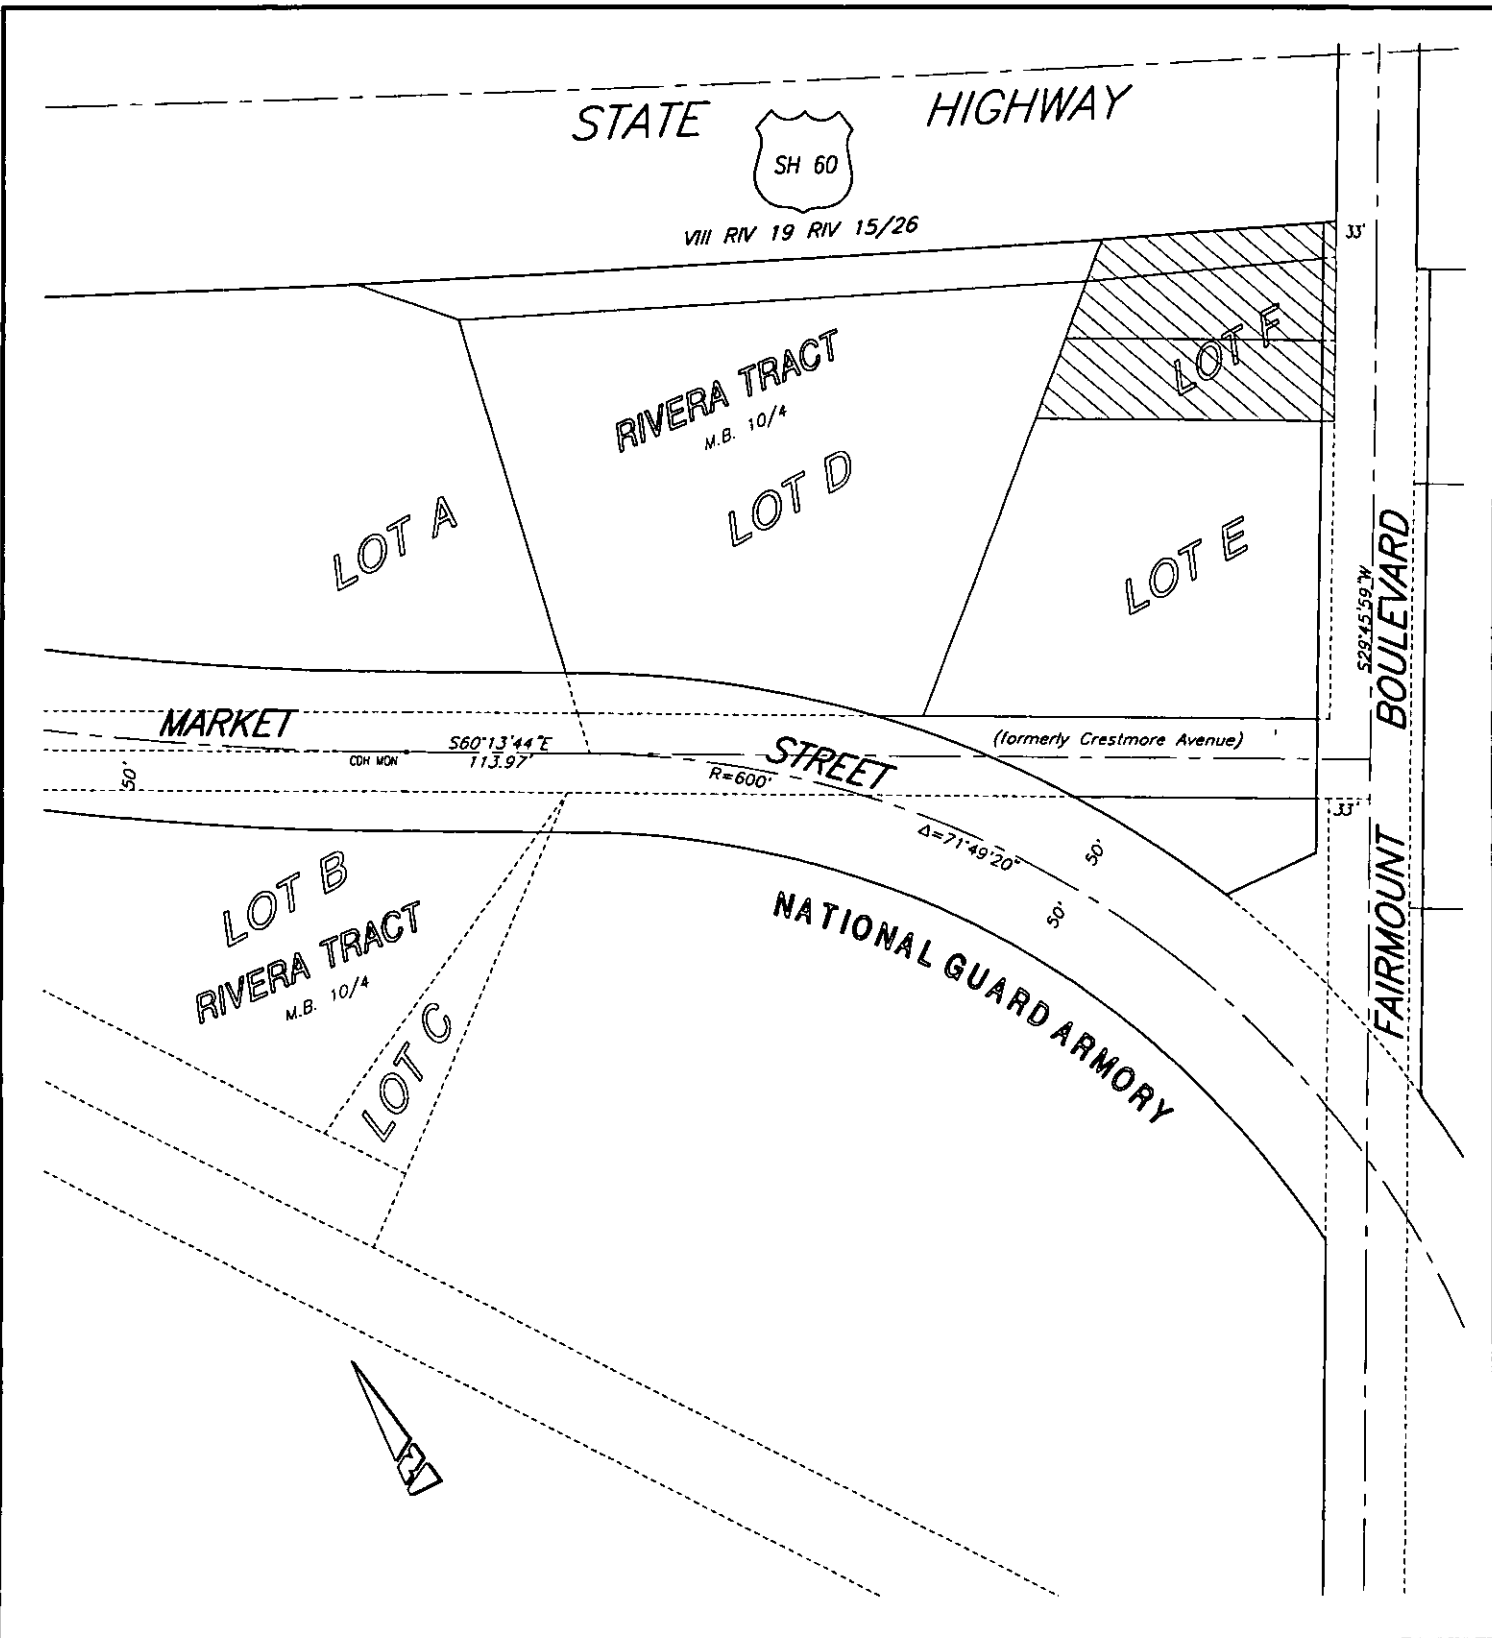 STATE HIGHWAY
SH 60
VIII RIV 19 RIV 15/26
33'
LOT F
RIVERA TRACT
M.B. 10/4
LOT D
LOT A
LOT E
S29°45'59"W
FAIRMOUNT BOULEVARD
MARKET STREET
(formerly Crestmore Avenue)
S60°13'44"E
113.97'
CDH MON
50'
R=600'
33'
Δ=71°49'20"
50'
50'
LOT B
RIVERA TRACT
M.B. 10/4
LOT C
NATIONAL GUARD ARMORY
N